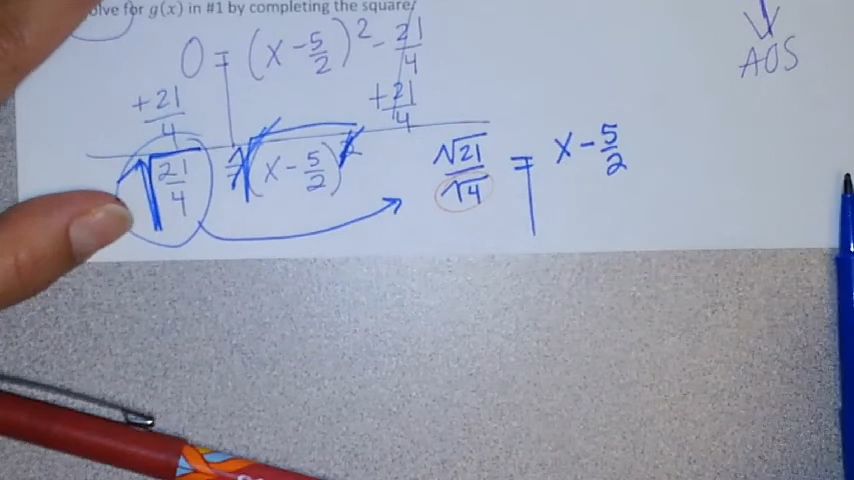 olve for g(x) in #1 by completing the square.
0 = (x - 5/2)^2 - 21/4
+ 21/4 + 21/4
√21/4 = √(x - 5/2)^2
√21/√4 = x - 5/2
AOS